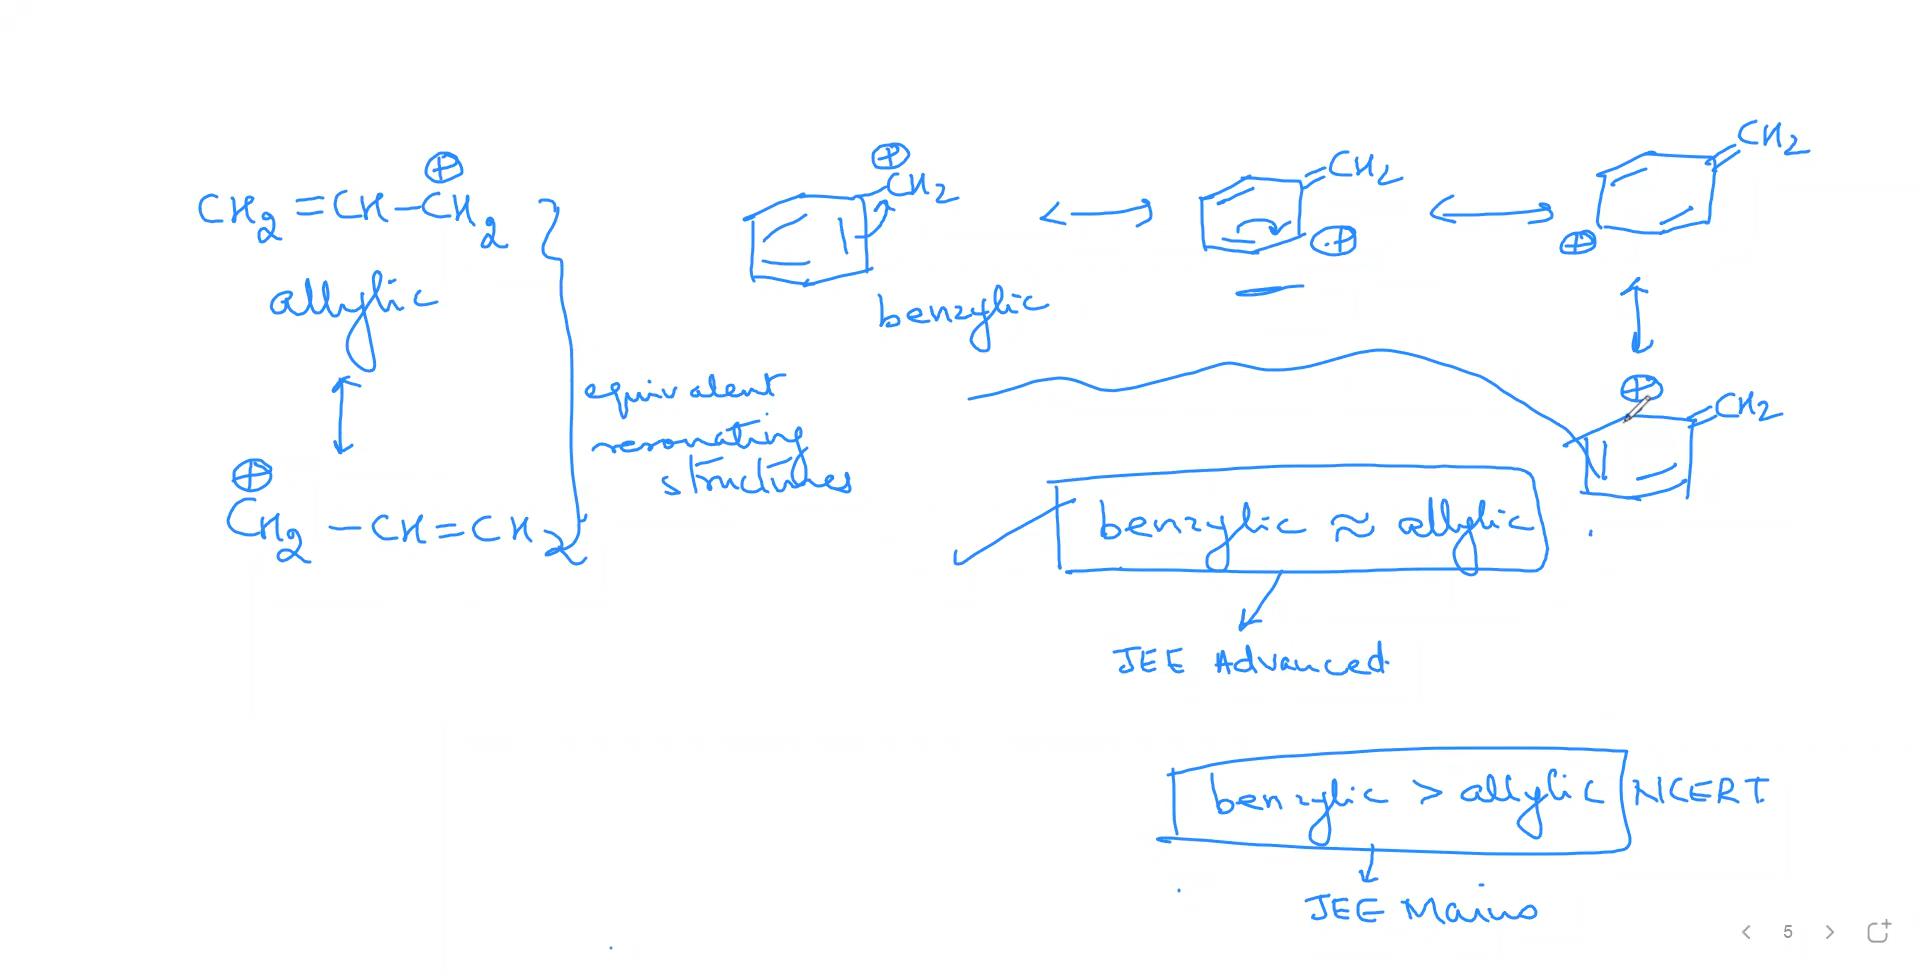 CH2=CH-CH2
⊕
allylic
⊕
CH2-CH=CH2
equivalent
resonating
structures
⊕
CH2
benzylic
CH2
⊕
CH2
⊕
⊕
CH2
benzylic ≈ allylic
JEE Advanced
benzylic > allylic NCERT
JEE Mains
5